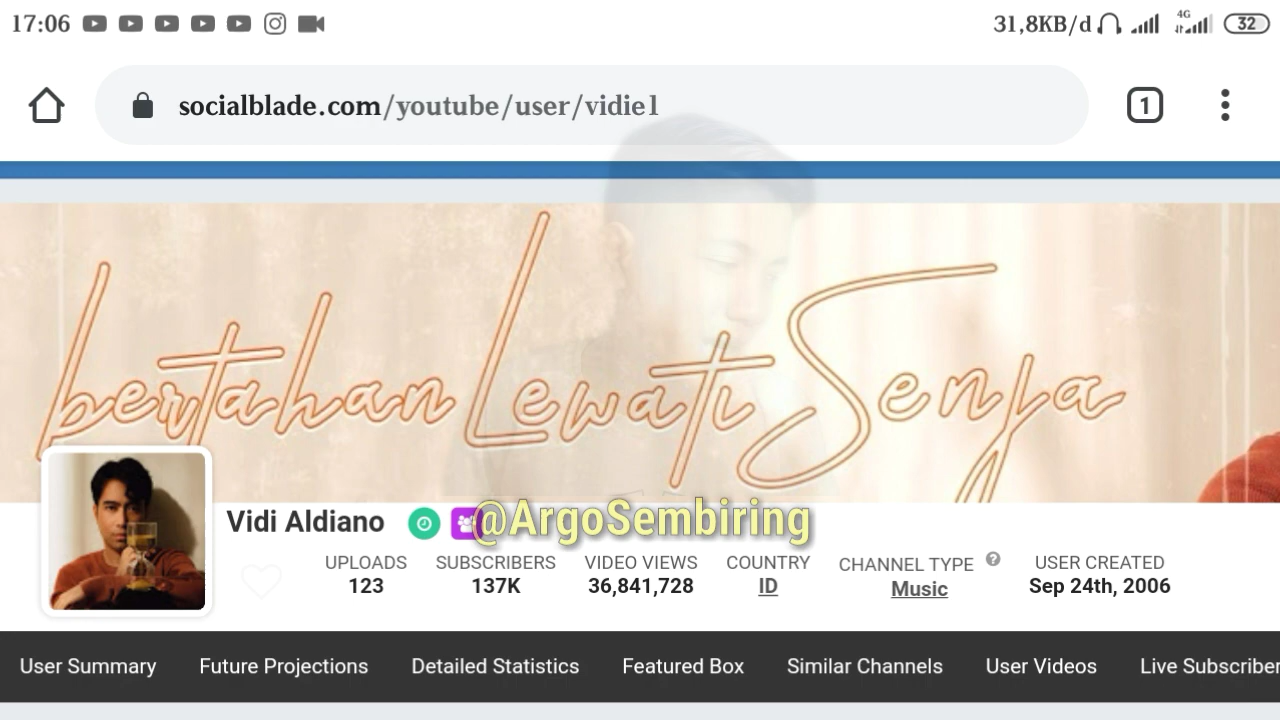 17:06
31,8KB/d
4G
32
socialblade.com/youtube/user/vidie1
1
bertahan Lewati Senja
Vidi Aldiano
@ArgoSembiring
UPLOADS SUBSCRIBERS VIDEO VIEWS COUNTRY CHANNEL TYPE ? USER CREATED
123 137K 36,841,728 ID Music Sep 24th, 2006
User Summary Future Projections Detailed Statistics Featured Box Similar Channels User Videos Live Subscriber